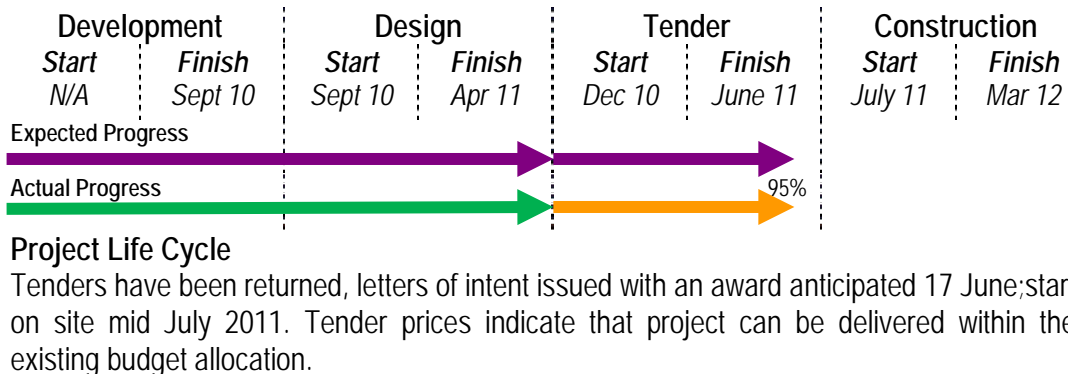 Development Design Tender Construction
Start Finish Start Finish Start Finish Start Finish
N/A Sept 10 Sept 10 Apr 11 Dec 10 June 11 July 11 Mar 12
Expected Progress
Actual Progress 95%
Project Life Cycle
Tenders have been returned, letters of intent issued with an award anticipated 17 June;star
on site mid July 2011. Tender prices indicate that project can be delivered within the
existing budget allocation.